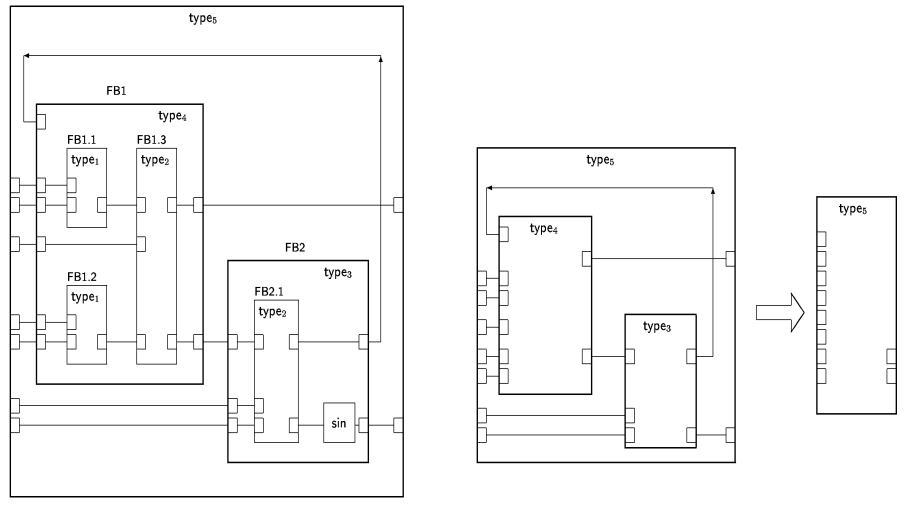 type₅
FB1
type₄
FB1.1
FB1.3
type₁
type₂
FB2
type₃
FB1.2
type₁
FB2.1
type₂
sin
type₅
type₄
type₃
type₅